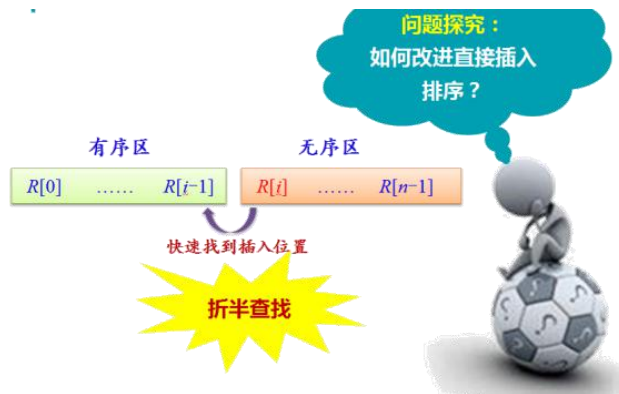 问题探究：
如何改进直接插入
排序？
有序区 无序区
R[0] …… R[i-1] R[i] …… R[n-1]
快速找到插入位置
折半查找